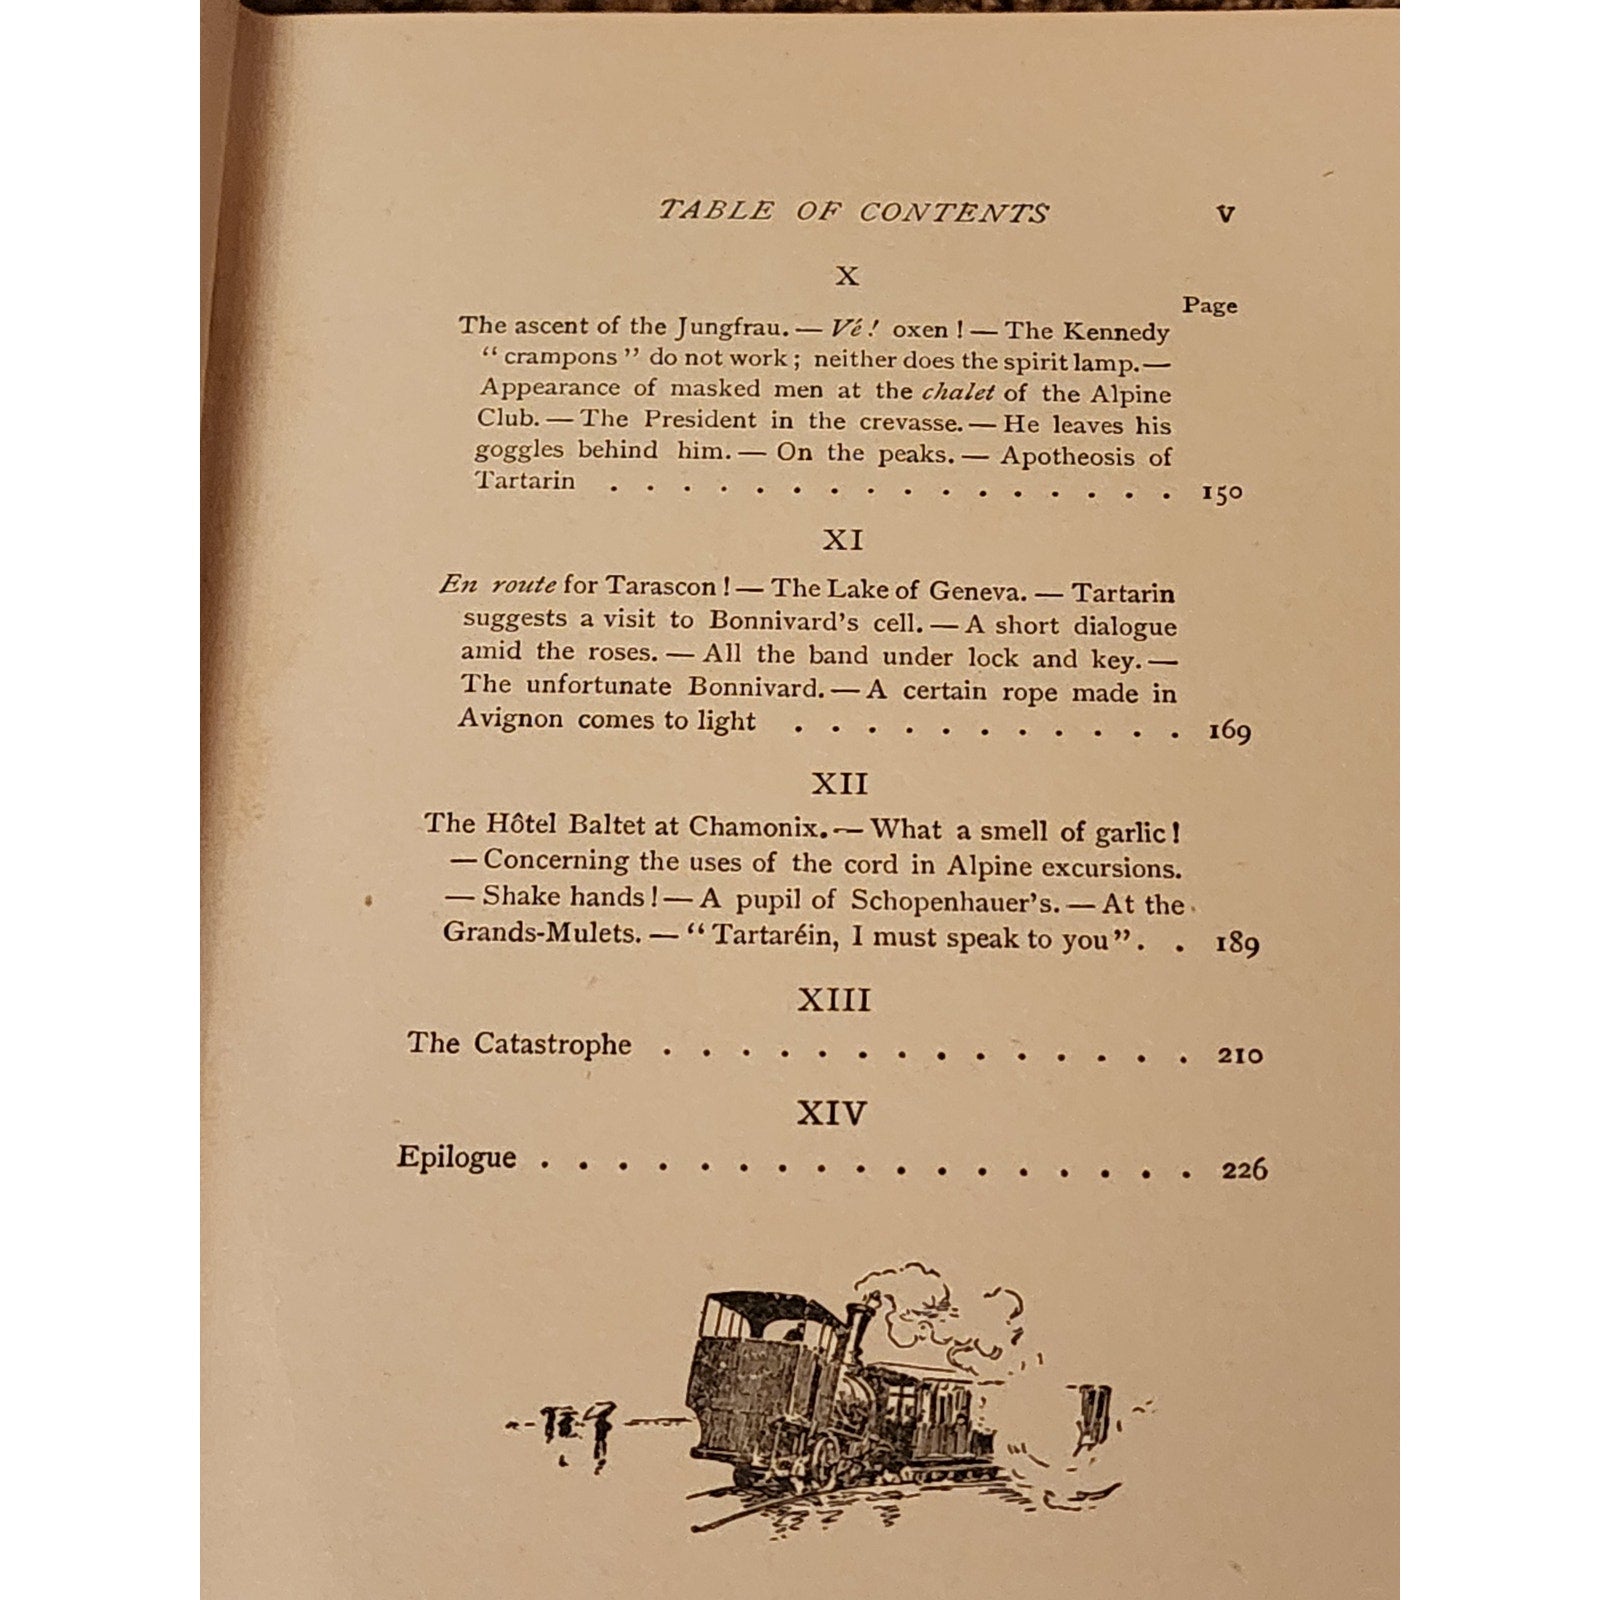 TABLE OF CONTENTS V
X
Page
The ascent of the Jungfrau. — Vé! oxen ! — The Kennedy
“ crampons ” do not work ; neither does the spirit lamp. —
Appearance of masked men at the chalet of the Alpine
Club. — The President in the crevasse. — He leaves his
goggles behind him. — On the peaks. — Apotheosis of
Tartarin . . . . . . . . . . . . . . . . 150
XI
En route for Tarascon ! — The Lake of Geneva. — Tartarin
suggests a visit to Bonnivard’s cell. — A short dialogue
amid the roses. — All the band under lock and key. —
The unfortunate Bonnivard. — A certain rope made in
Avignon comes to light . . . . . . . . . . . 169
XII
The Hôtel Baltet at Chamonix. — What a smell of garlic !
— Concerning the uses of the cord in Alpine excursions.
— Shake hands ! — A pupil of Schopenhauer’s. — At the
Grands-Mulets. — “ Tartaréin, I must speak to you ” . . 189
XIII
The Catastrophe . . . . . . . . . . . . . . 210
XIV
Epilogue . . . . . . . . . . . . . . . . . 226